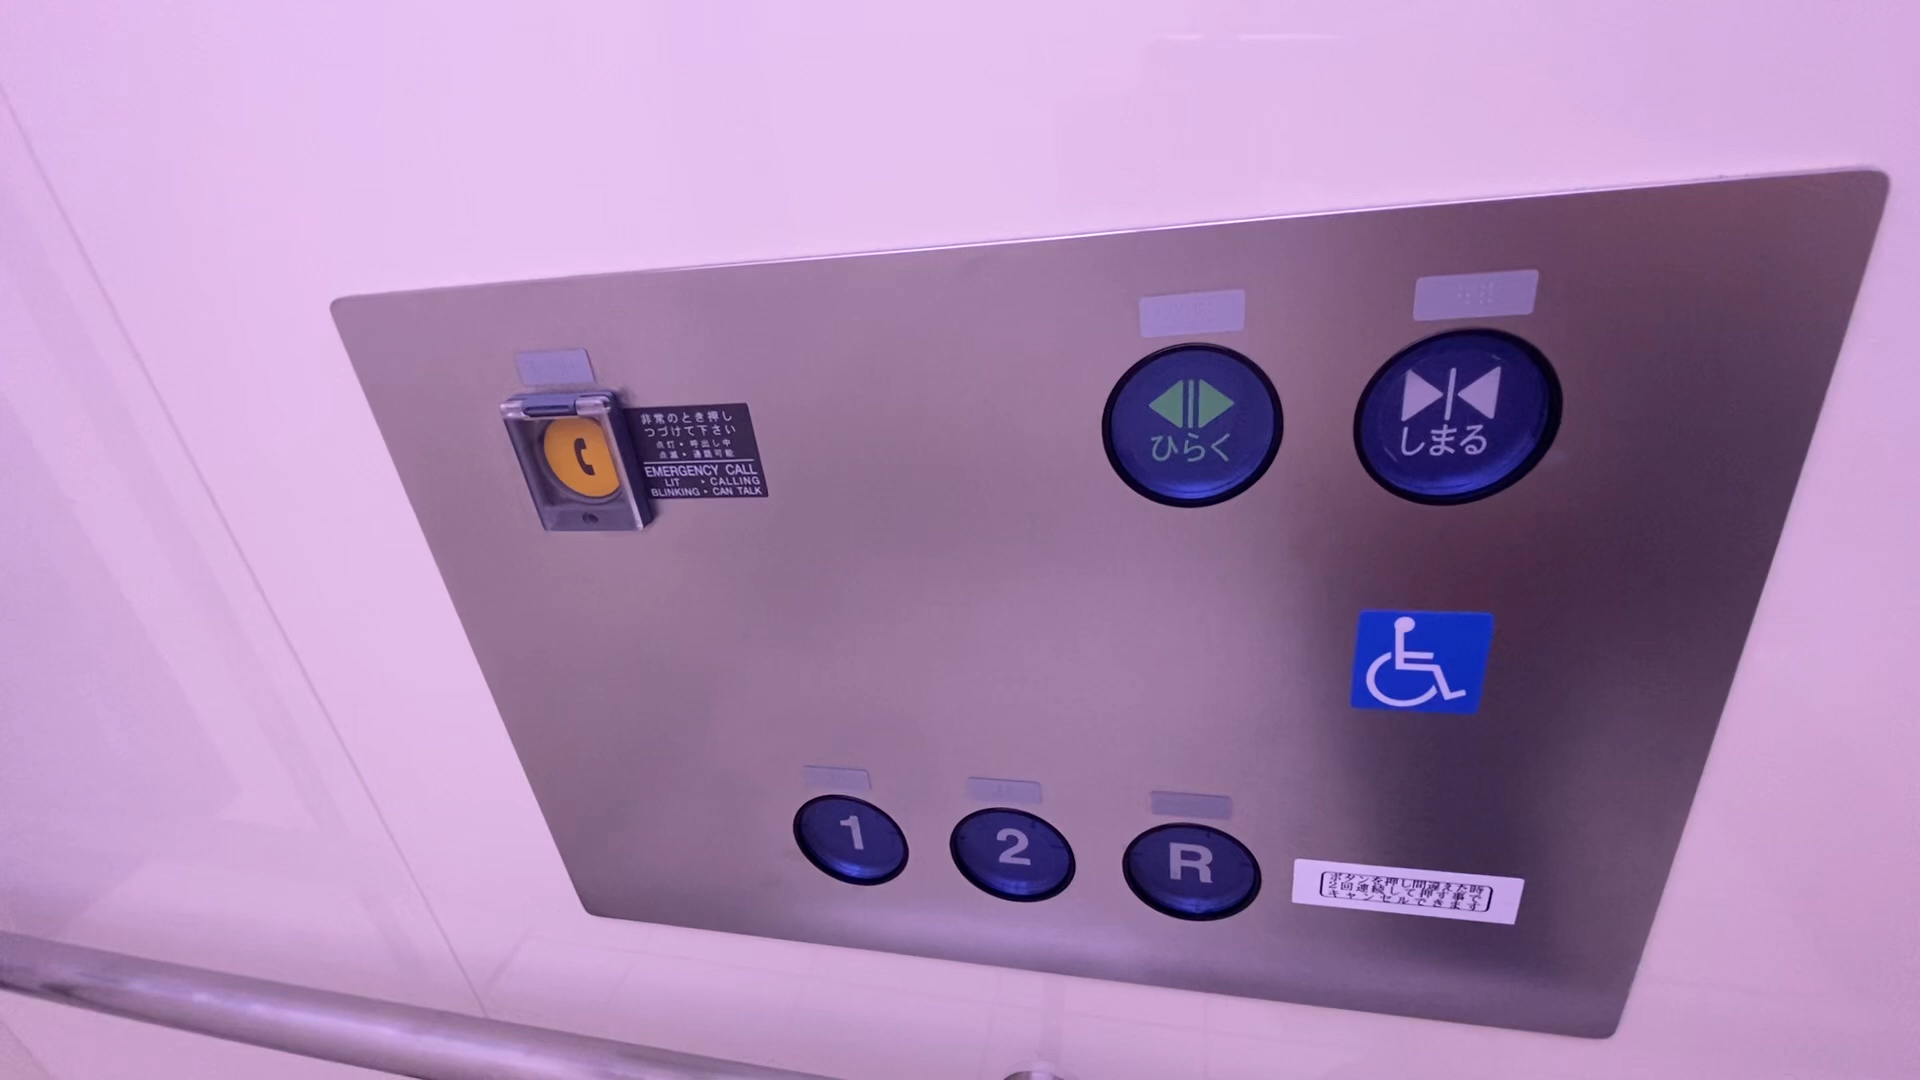 非常のとき押し
つづけて下さい
点灯・呼出し中
点滅・通話可能
EMERGENCY CALL
LIT ・CALLING
BLINKING・CAN TALK
ひらく
しまる
1
2
R
ボタンを押し間違えた時
2回連続して押す事で
キャンセルできます